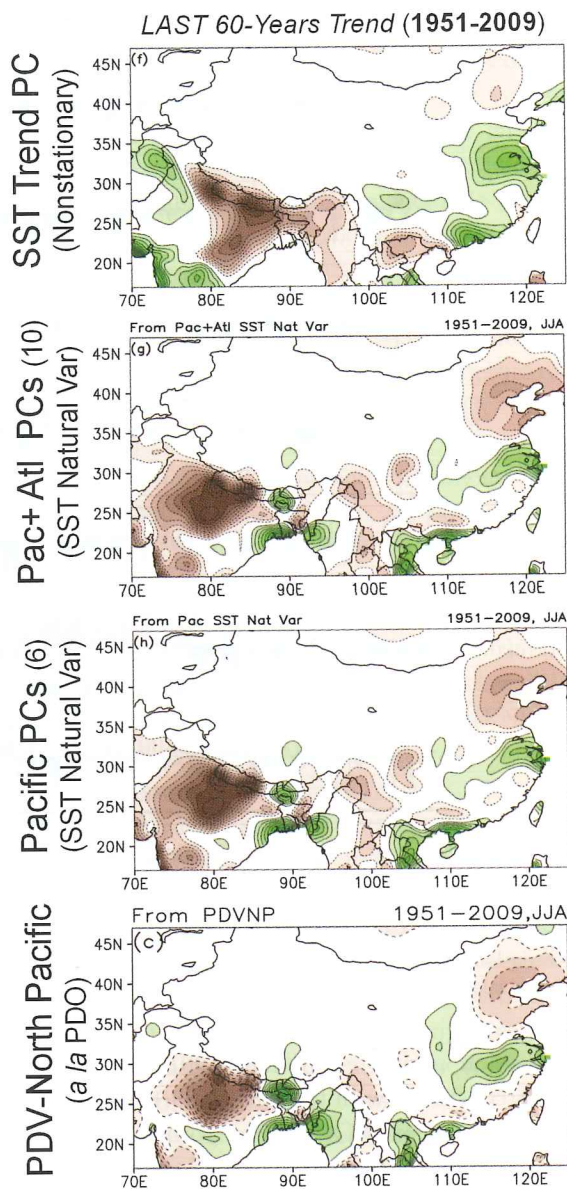 LAST 60-Years Trend (1951-2009)
SST Trend PC
(Nonstationary)
(f)
45N
40N
35N
30N
25N
20N
70E 80E 90E 100E 110E 120E
Pac+ Atl PCs (10)
(SST Natural Var)
From Pac+Atl SST Nat Var 1951-2009, JJA
(g)
45N
40N
35N
30N
25N
20N
70E 80E 90E 100E 110E 120E
Pacific PCs (6)
(SST Natural Var)
From Pac SST Nat Var 1951-2009, JJA
(h)
45N
40N
35N
30N
25N
20N
70E 80E 90E 100E 110E 120E
PDV-North Pacific
(a la PDO)
From PDVNP 1951-2009,JJA
(c)
45N
40N
35N
30N
25N
20N
70E 80E 90E 100E 110E 120E